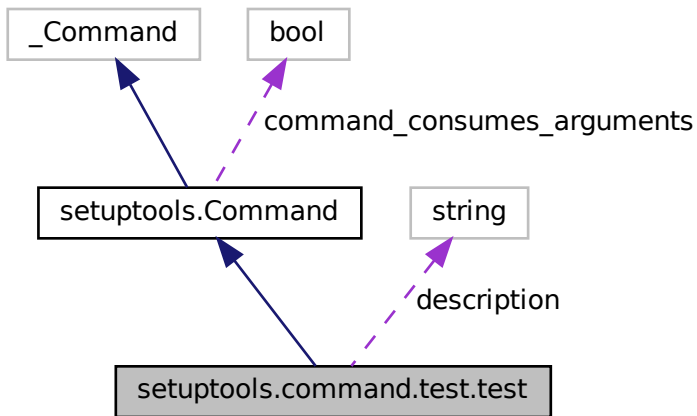 _Command
bool
command_consumes_arguments
setuptools.Command
string
description
setuptools.command.test.test